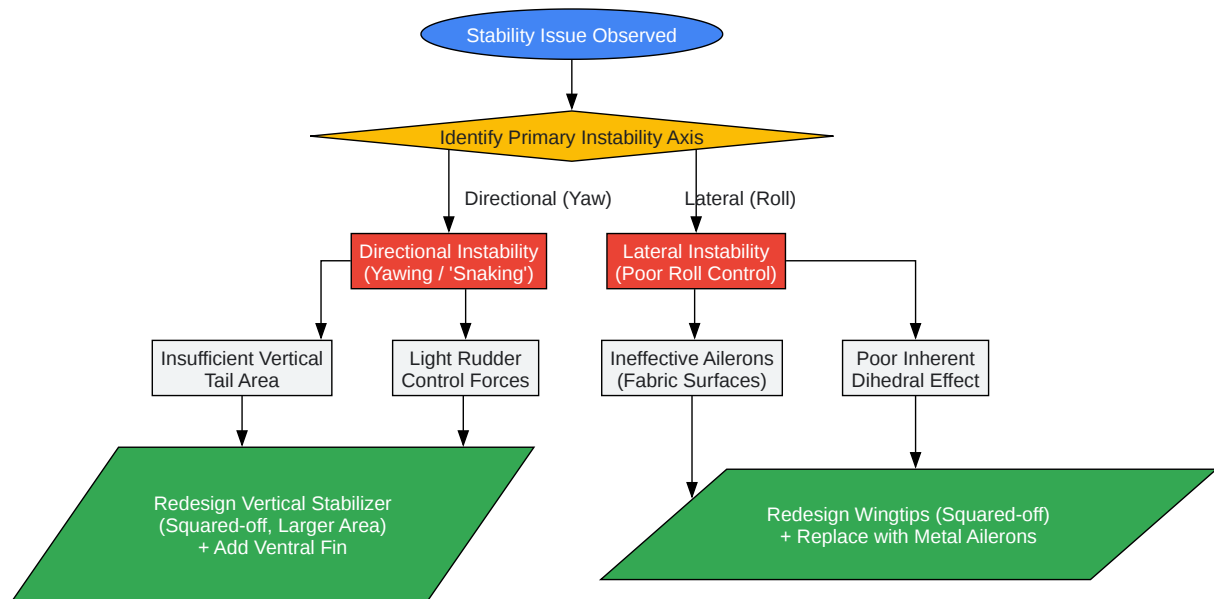 Stability Issue Observed
Identify Primary Instability Axis
Directional (Yaw)
Lateral (Roll)
Directional Instability
(Yawing / 'Snaking')
Lateral Instability
(Poor Roll Control)
Insufficient Vertical
Tail Area
Light Rudder
Control Forces
Ineffective Ailerons
(Fabric Surfaces)
Poor Inherent
Dihedral Effect
Redesign Vertical Stabilizer
(Squared-off, Larger Area)
+ Add Ventral Fin
Redesign Wingtips (Squared-off)
+ Replace with Metal Ailerons